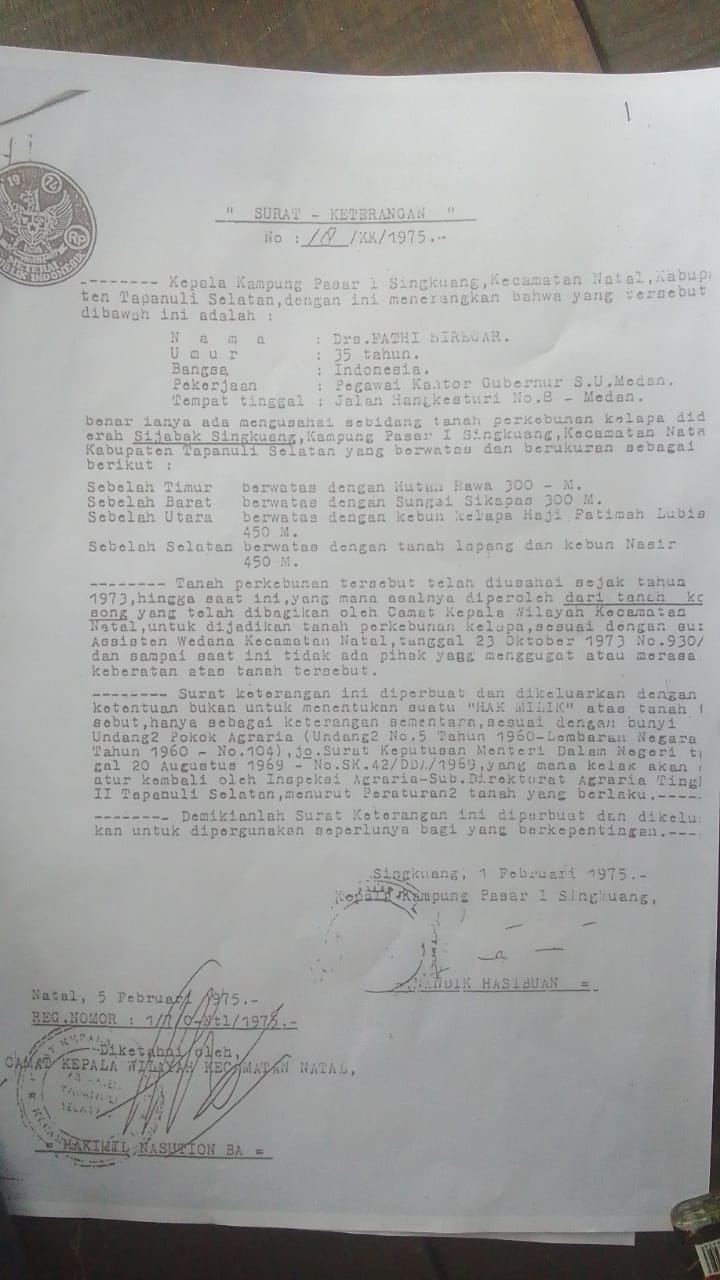 1
19 74
RP
METERAI
REPUBLIK INDONESIA
" SURAT - KETERANGAN "
No : 18 /KK/1975.-
-------- Kepala Kampung Pasar 1 Singkuang,Kecamatan Natal,Kabupa
ten Tapanuli Selatan,dengan ini menerangkan bahwa yang tersebut
dibawah ini adalah :
N a m a : Drs.FATHI SIREGAR.
U m u r : 35 tahun.
Bangsa : Indonesia.
Pekerjaan : Pegawai Kantor Gubernur S.U.Medan.
Tempat tinggal : Jalan Hangkesturi No.8 - Medan.
benar ianya ada mengusahai sebidang tanah perkebunan kelapa did
erah Sijabak Singkuang,Kampung Pasar I Singkuang,Kecamatan Nata
Kabupaten Tapanuli Selatan yang berwatas dan berukuran sebagai
berikut :
Sebelah Timur berwatas dengan Hutan Rawa 300 - M.
Sebelah Barat berwatas dengan Sungai Sikapas 300 M.
Sebelah Utara berwatas dengan kebun kelapa Haji Fatimah Lubis
450 M.
Sebelah Selatan berwatas dengan tanah lapang dan kebun Nasir
450 M.
-------- Tanah perkebunan tersebut telah diusahai sejak tahun
1973,hingga saat ini,yang mana asalnya diperoleh dari tanah ko
song yang telah dibagikan oleh Camat Kepala Wilayah Kecamatan
Natal,untuk dijadikan tanah perkebunan kelapa,sesuai dengan sur
Assisten Wedana Kecamatan Natal,tanggal 23 Oktober 1973 No.930/
dan sampai saat ini tidak ada pihak yang menggugat atau merasa
keberatan atas tanah tersebut.
-------- Surat keterangan ini diperbuat dan dikeluarkan dengan
ketentuan bukan untuk menentukan suatu "HAK MILIK" atas tanah
sebut,hanya sebagai keterangan sementara,sesuai dengan bunyi
Undang2 Pokok Agraria (Undang2 No.5 Tahun 1960-Lembaran Negara
Tahun 1960 - No.104),jo.Surat Keputusan Menteri Dalam Negeri t
gal 20 Augustus 1969 - No.SK.42/DDA/1969,yang mana kelak akan
atur kembali oleh Inspeksi Agraria-Sub.Direktorat Agraria Tingk
II Tapanuli Selatan,menurut Peraturan2 tanah yang berlaku.-----
-------- Demikianlah Surat Keterangan ini diperbuat dan dikelu
kan untuk dipergunakan seperlunya bagi yang berkepentingan.----
Singkuang, 1 Februari 1975.-
Kepala Kampung Pasar 1 Singkuang,
MANDIK HASIBUAN =
Natal, 5 Februari 1975.-
REG.NOMOR : /1975.-
Diketahui oleh,
CAMAT KEPALA WILAYAH KECAMATAN NATAL,
= MAKIMIL NASUTION BA =